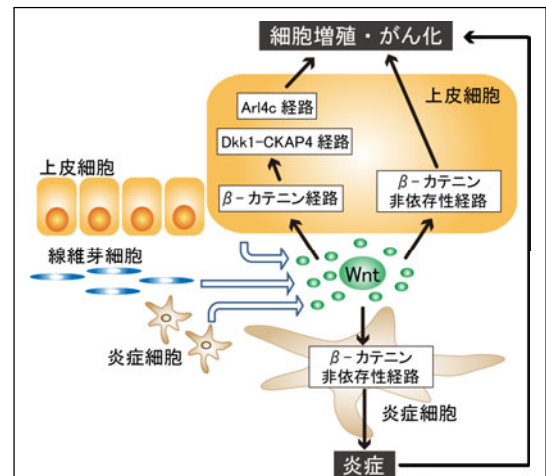 細胞増殖・がん化
上皮細胞
Arl4c 経路
Dkk1-CKAP4 経路
β-カテニン経路
β-カテニン
非依存性経路
上皮細胞
線維芽細胞
炎症細胞
Wnt
β-カテニン
非依存性経路
炎症細胞
炎症